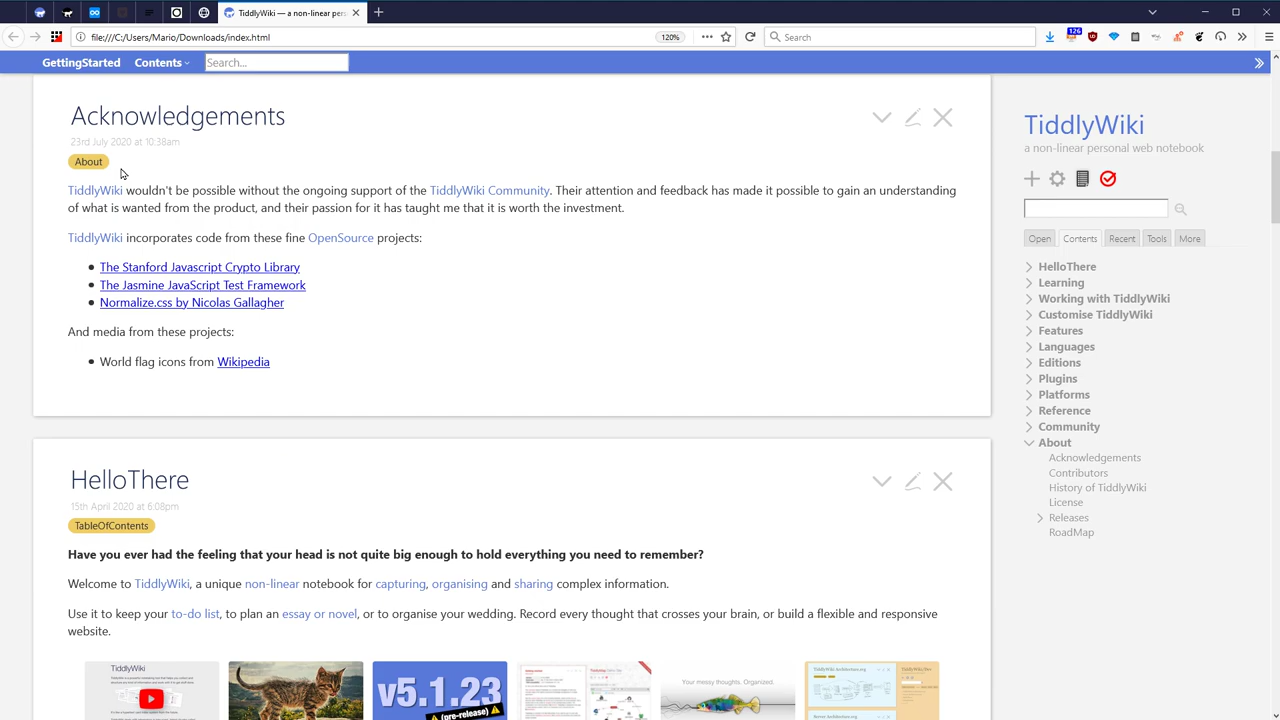 TiddlyWiki — a non-linear pers
file:///C:/Users/Mario/Downloads/index.html
120%
Search
126
GettingStarted
Contents
Search...
Acknowledgements
23rd July 2020 at 10:38am
About
TiddlyWiki wouldn't be possible without the ongoing support of the TiddlyWiki Community. Their attention and feedback has made it possible to gain an understanding
of what is wanted from the product, and their passion for it has taught me that it is worth the investment.
TiddlyWiki incorporates code from these fine OpenSource projects:
The Stanford Javascript Crypto Library
The Jasmine JavaScript Test Framework
Normalize.css by Nicolas Gallagher
And media from these projects:
World flag icons from Wikipedia
HelloThere
15th April 2020 at 6:08pm
TableOfContents
Have you ever had the feeling that your head is not quite big enough to hold everything you need to remember?
Welcome to TiddlyWiki, a unique non-linear notebook for capturing, organising and sharing complex information.
Use it to keep your to-do list, to plan an essay or novel, or to organise your wedding. Record every thought that crosses your brain, or build a flexible and responsive
website.
TiddlyWiki
v5.1.23
(pre-release)
Your messy thoughts. Organized.
TiddlyWiki
a non-linear personal web notebook
Open
Contents
Recent
Tools
More
HelloThere
Learning
Working with TiddlyWiki
Customise TiddlyWiki
Features
Languages
Editions
Plugins
Platforms
Reference
Community
About
Acknowledgements
Contributors
History of TiddlyWiki
License
Releases
RoadMap